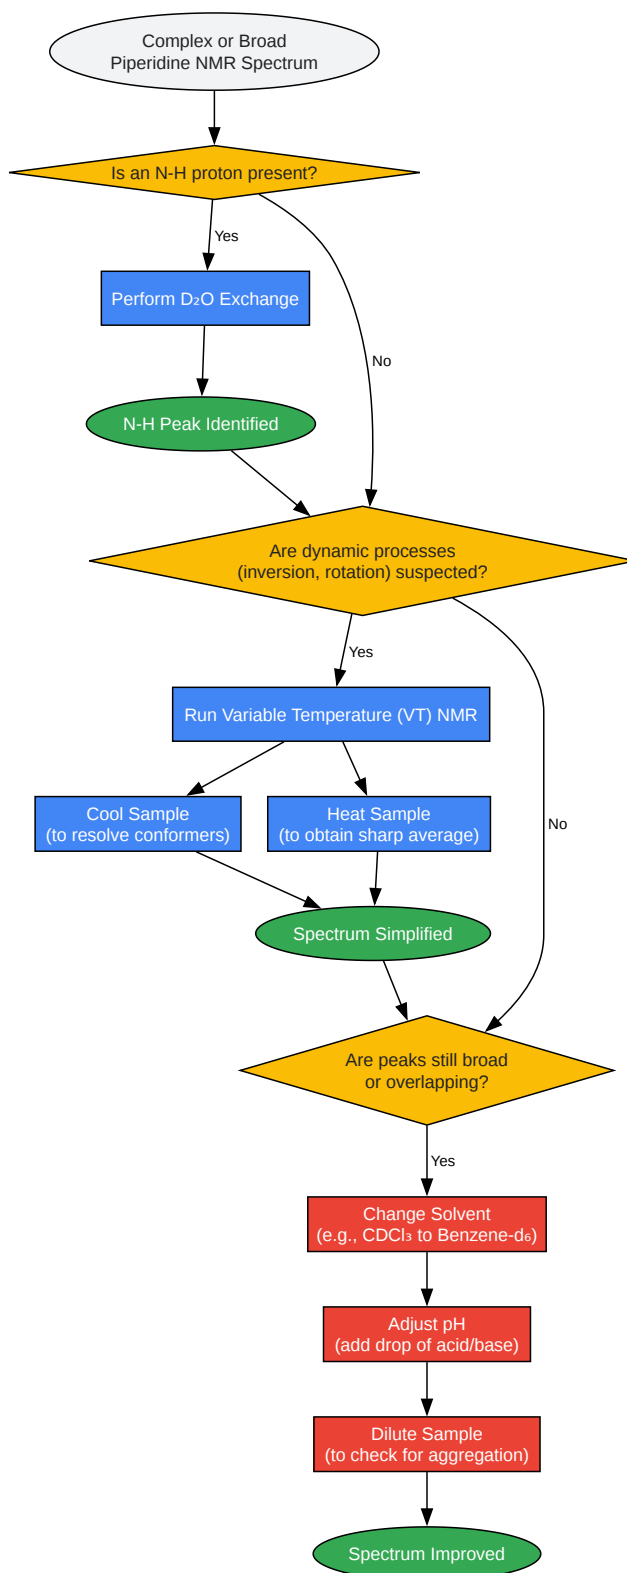 Complex or Broad
Piperidine NMR Spectrum
Is an N-H proton present?
Yes
Perform D₂O Exchange
No
N-H Peak Identified
Are dynamic processes
(inversion, rotation) suspected?
Yes
Run Variable Temperature (VT) NMR
Cool Sample
(to resolve conformers)
Heat Sample
(to obtain sharp average)
No
Spectrum Simplified
Are peaks still broad
or overlapping?
Yes
Change Solvent
(e.g., CDCl₃ to Benzene-d₆)
Adjust pH
(add drop of acid/base)
Dilute Sample
(to check for aggregation)
Spectrum Improved